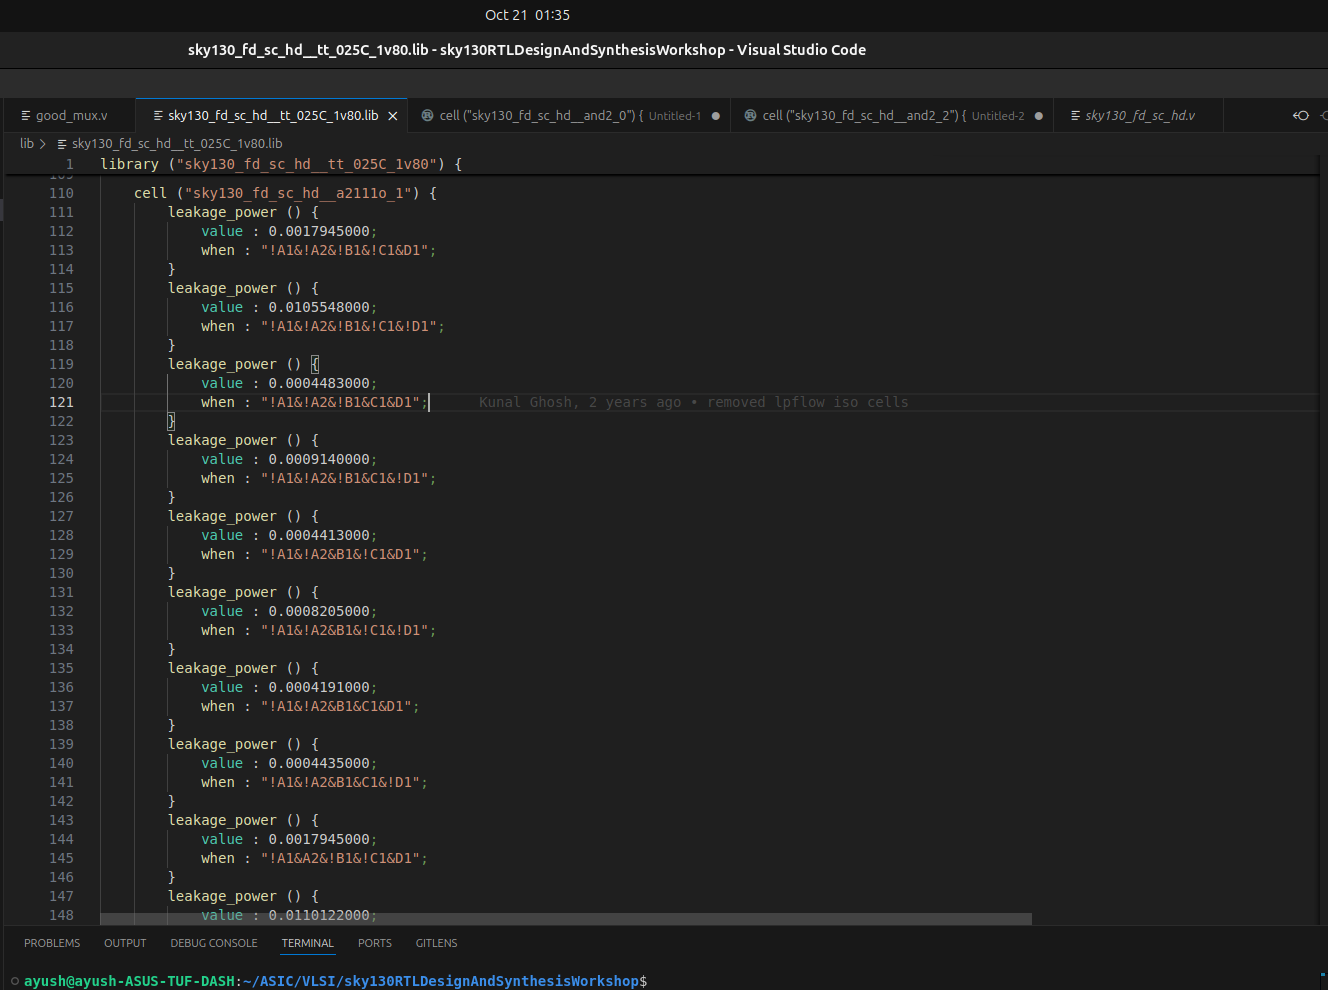 Oct 21 01:35
sky130_fd_sc_hd__tt_025C_1v80.lib - sky130RTLDesignAndSynthesisWorkshop - Visual Studio Code
good_mux.v sky130_fd_sc_hd__tt_025C_1v80.lib cell ("sky130_fd_sc_hd__and2_0") { Untitled-1 cell ("sky130_fd_sc_hd__and2_2") { Untitled-2 sky130_fd_sc_hd.v
lib > sky130_fd_sc_hd__tt_025C_1v80.lib
1 library ("sky130_fd_sc_hd__tt_025C_1v80") {
109
110 cell ("sky130_fd_sc_hd__a2111o_1") {
111 leakage_power () {
112 value : 0.0017945000;
113 when : "!A1&!A2&!B1&!C1&D1";
114 }
115 leakage_power () {
116 value : 0.0105548000;
117 when : "!A1&!A2&!B1&!C1&!D1";
118 }
119 leakage_power () {
120 value : 0.0004483000;
121 when : "!A1&!A2&!B1&C1&D1"; Kunal Ghosh, 2 years ago • removed lpflow iso cells
122 }
123 leakage_power () {
124 value : 0.0009140000;
125 when : "!A1&!A2&!B1&C1&!D1";
126 }
127 leakage_power () {
128 value : 0.0004413000;
129 when : "!A1&!A2&B1&!C1&D1";
130 }
131 leakage_power () {
132 value : 0.0008205000;
133 when : "!A1&!A2&B1&!C1&!D1";
134 }
135 leakage_power () {
136 value : 0.0004191000;
137 when : "!A1&!A2&B1&C1&D1";
138 }
139 leakage_power () {
140 value : 0.0004435000;
141 when : "!A1&!A2&B1&C1&!D1";
142 }
143 leakage_power () {
144 value : 0.0017945000;
145 when : "!A1&A2&!B1&!C1&D1";
146 }
147 leakage_power () {
148 value : 0.0110122000;
PROBLEMS OUTPUT DEBUG CONSOLE TERMINAL PORTS GITLENS
ayush@ayush-ASUS-TUF-DASH:~/ASIC/VLSI/sky130RTLDesignAndSynthesisWorkshop$